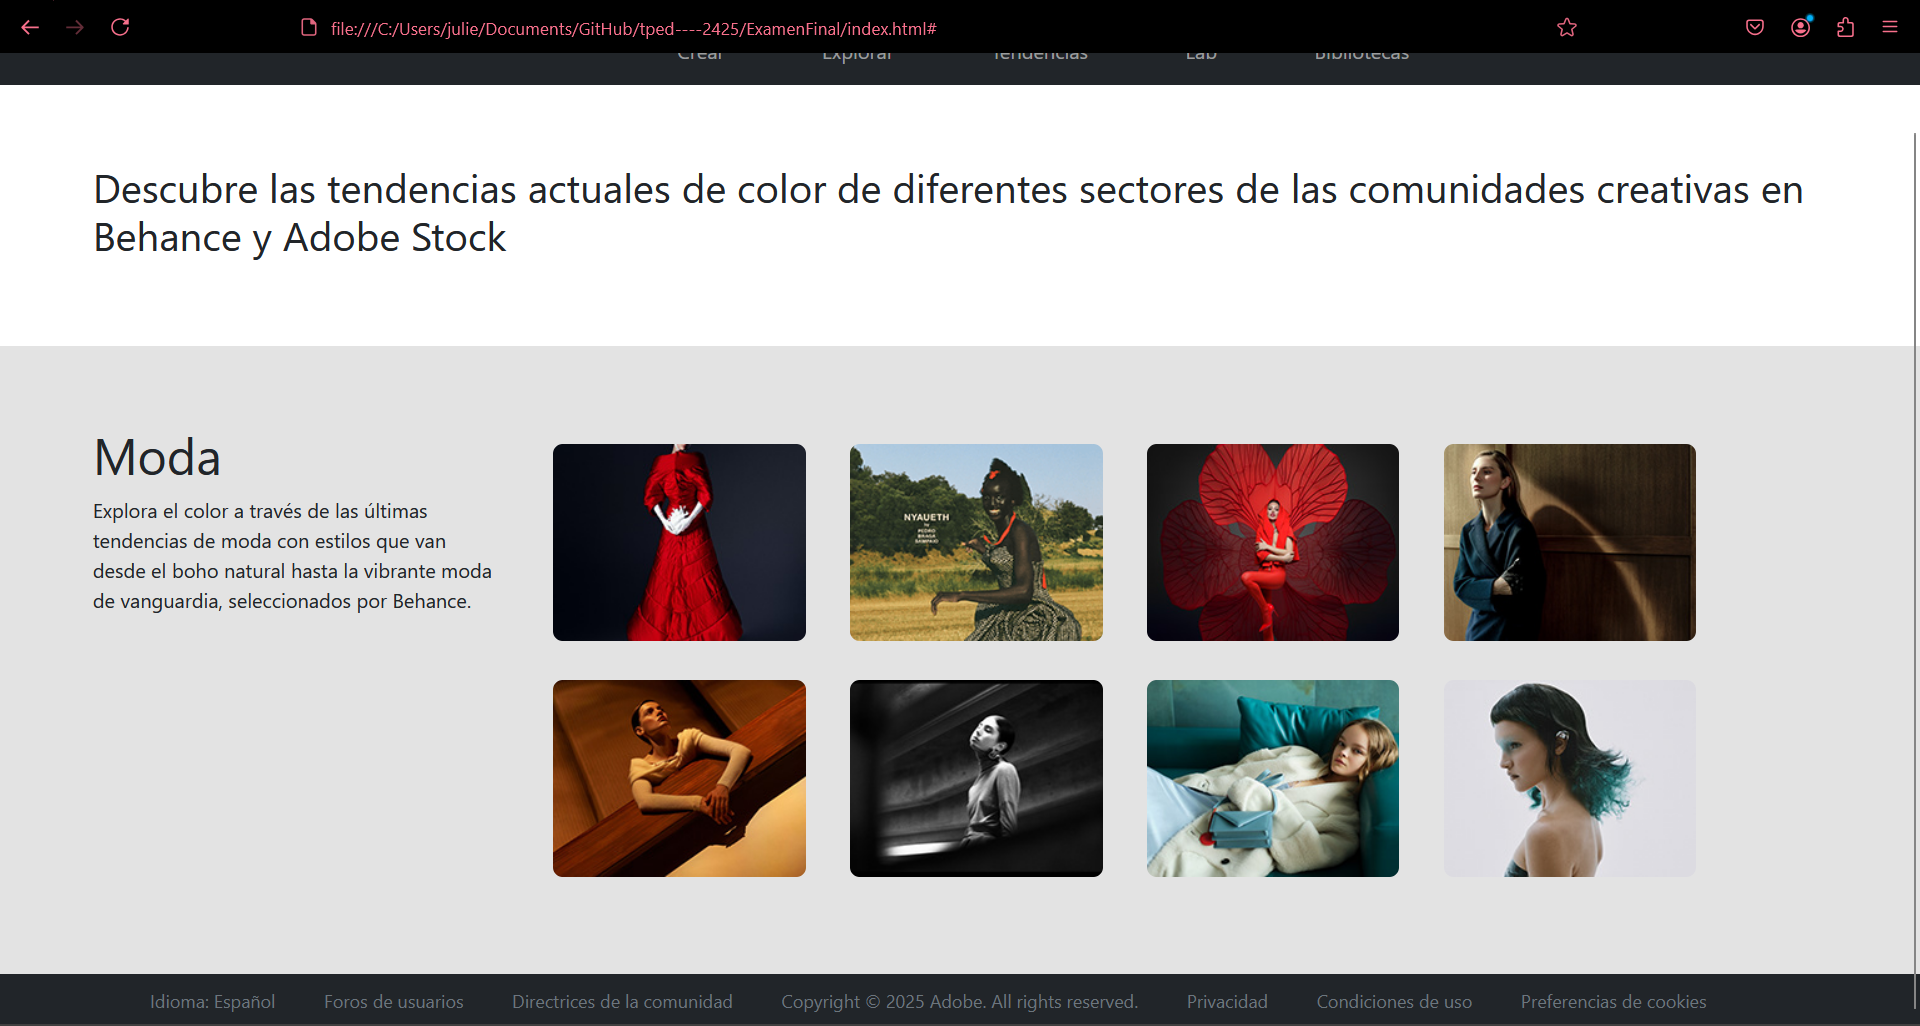 file:///C:/Users/julie/Documents/GitHub/tped----2425/ExamenFinal/index.html#
Crear Explorar Tendencias Lab Bibliotecas
Descubre las tendencias actuales de color de diferentes sectores de las comunidades creativas en
Behance y Adobe Stock
Moda
Explora el color a través de las últimas
tendencias de moda con estilos que van
desde el boho natural hasta la vibrante moda
de vanguardia, seleccionados por Behance.
NYAUETH
by
PEDRO
BRAGA
SAMPAIO
Idioma: Español Foros de usuarios Directrices de la comunidad Copyright © 2025 Adobe. All rights reserved. Privacidad Condiciones de uso Preferencias de cookies